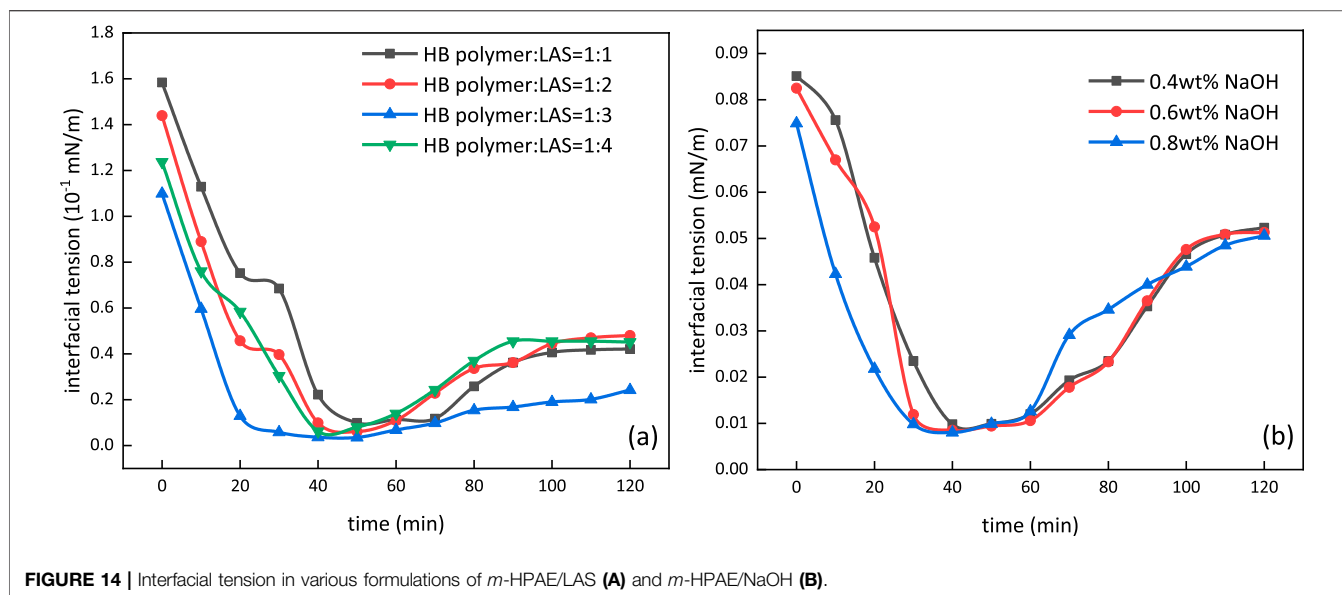 1.8
1.6
1.4
1.2
1.0
0.8
0.6
0.4
0.2
0.0
interfacial tension (10⁻¹ mN/m)
HB polymer:LAS=1:1
HB polymer:LAS=1:2
HB polymer:LAS=1:3
HB polymer:LAS=1:4
(a)
0 20 40 60 80 100 120
time (min)
0.09
0.08
0.07
0.06
0.05
0.04
0.03
0.02
0.01
0.00
interfacial tension (mN/m)
0.4wt% NaOH
0.6wt% NaOH
0.8wt% NaOH
(b)
0 20 40 60 80 100 120
time (min)
FIGURE 14 | Interfacial tension in various formulations of m-HPAE/LAS (A) and m-HPAE/NaOH (B).